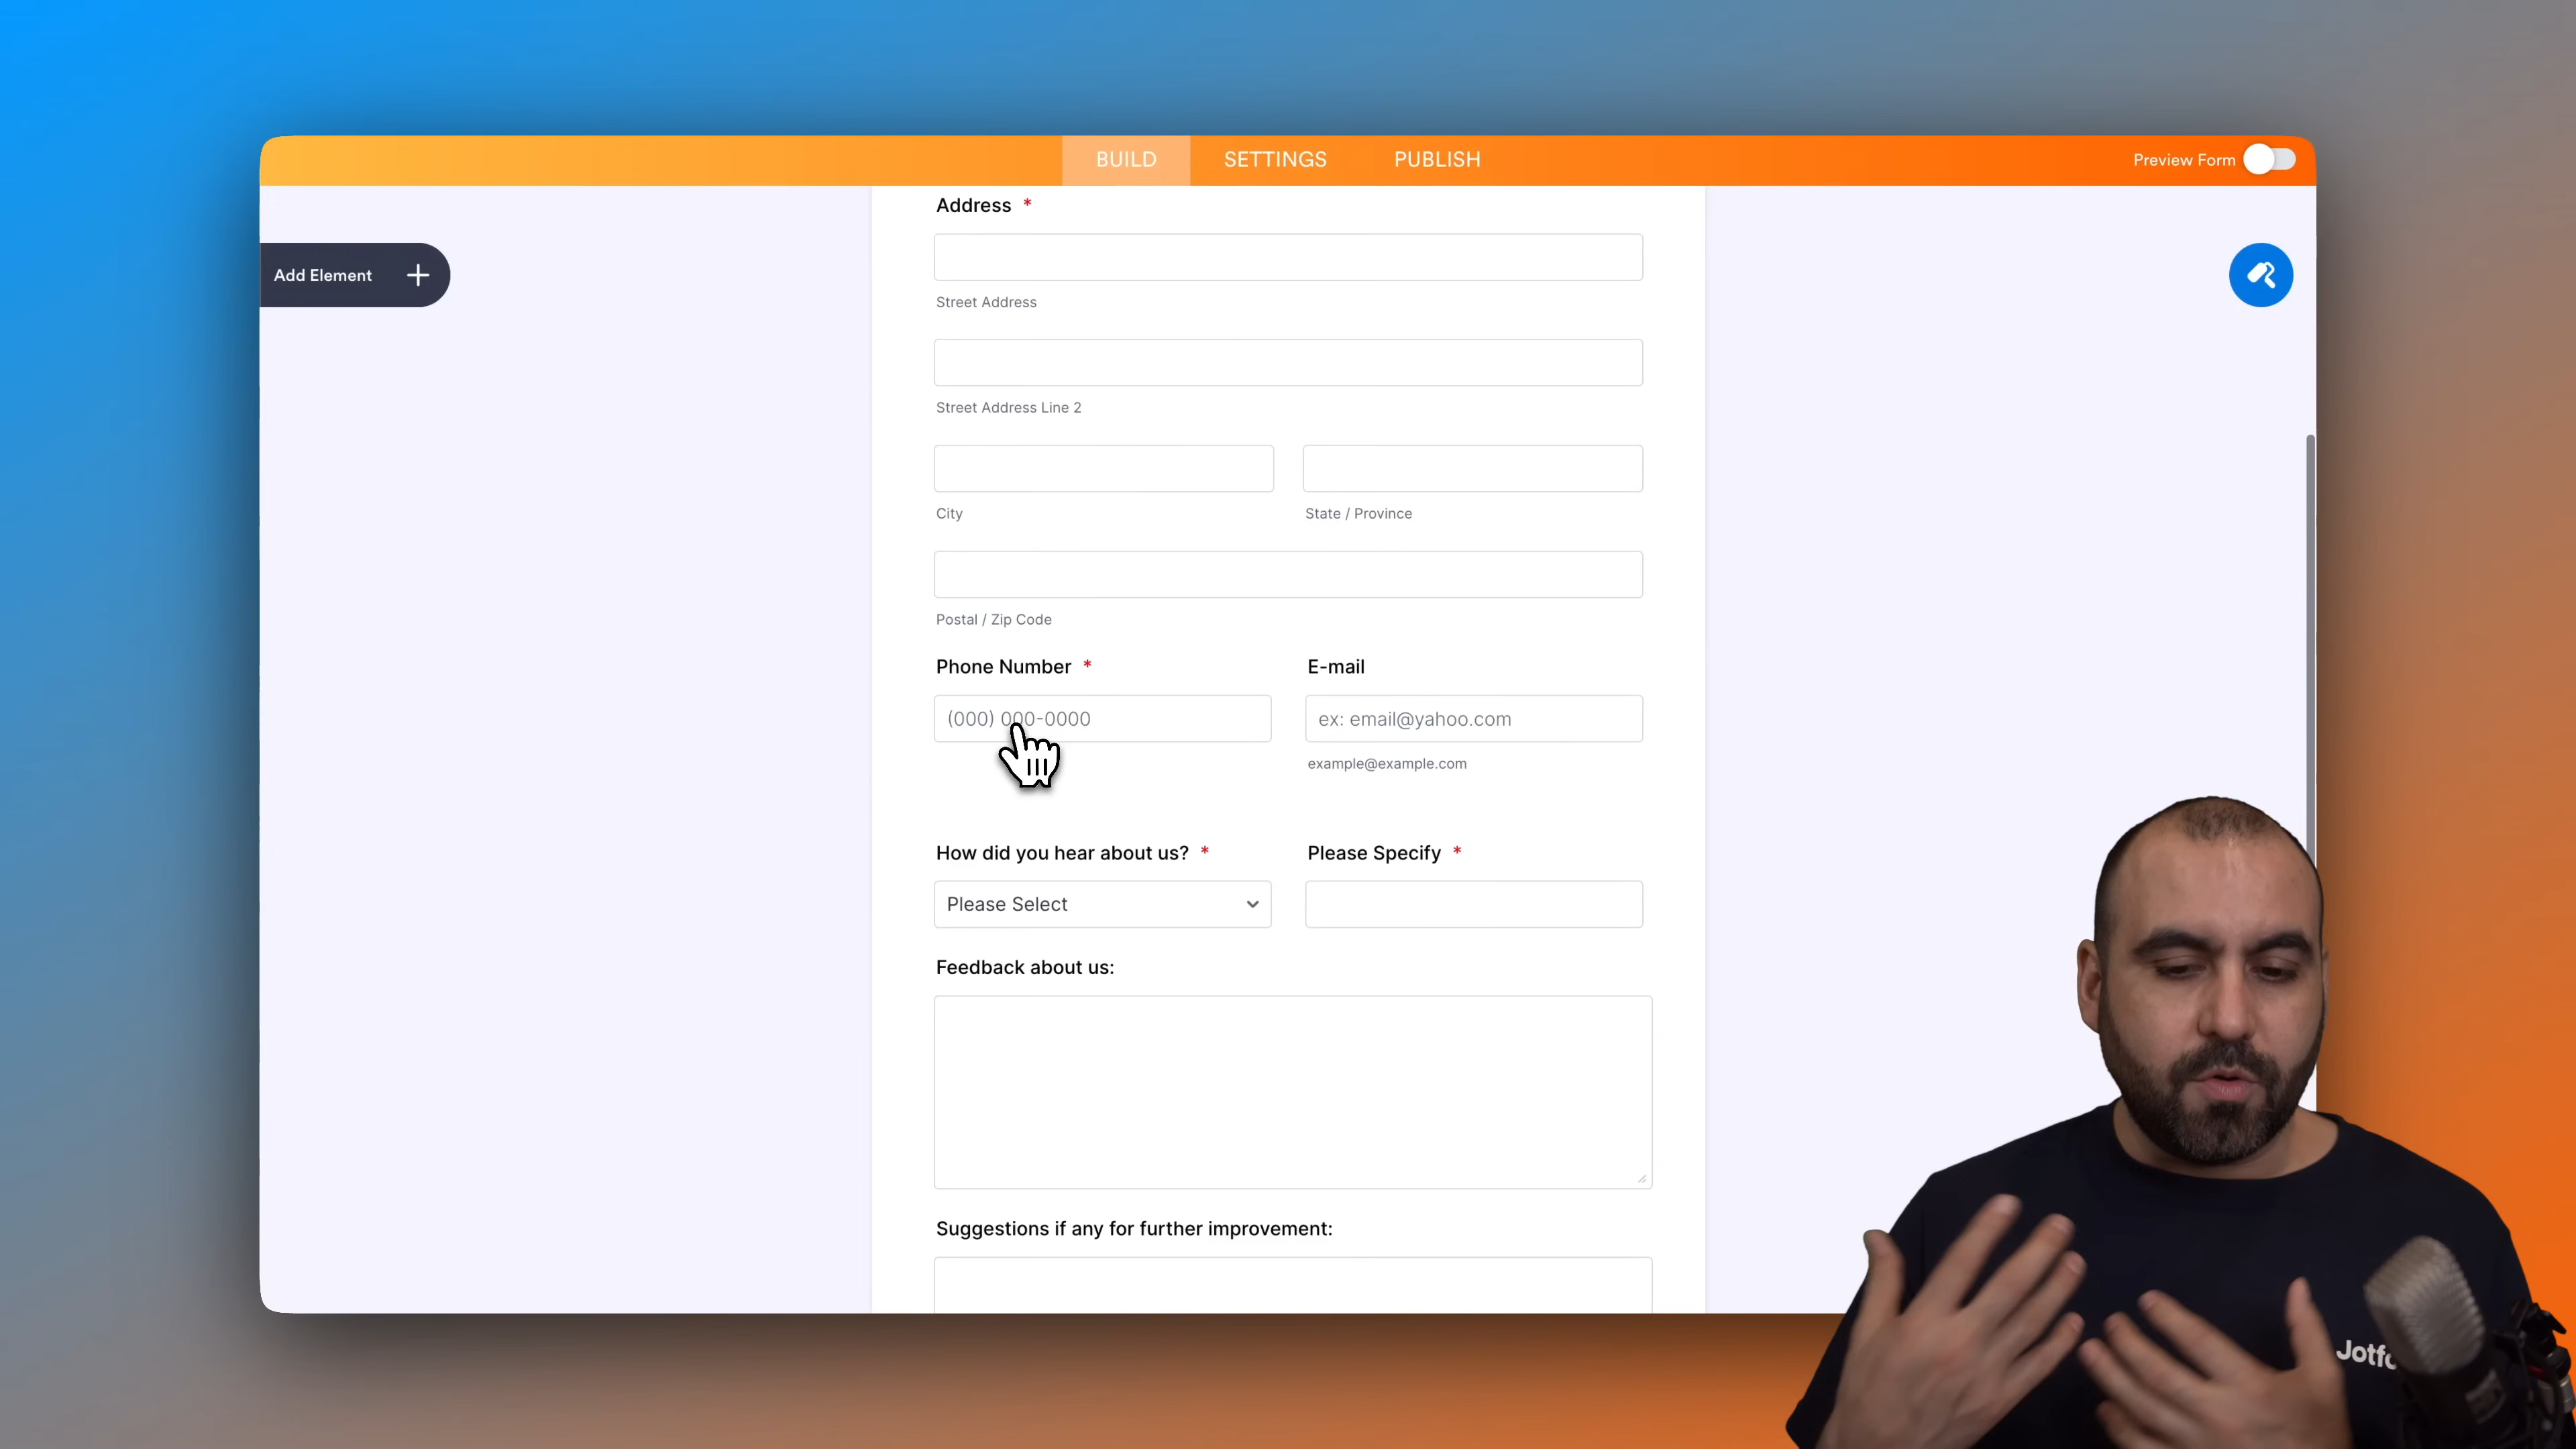 BUILD SETTINGS PUBLISH Preview Form
Address *
Add Element +
Street Address
Street Address Line 2
City State / Province
Postal / Zip Code
Phone Number * E-mail
(000) 000-0000 ex: email@yahoo.com
example@example.com
How did you hear about us? * Please Specify *
Please Select
Feedback about us:
Suggestions if any for further improvement: